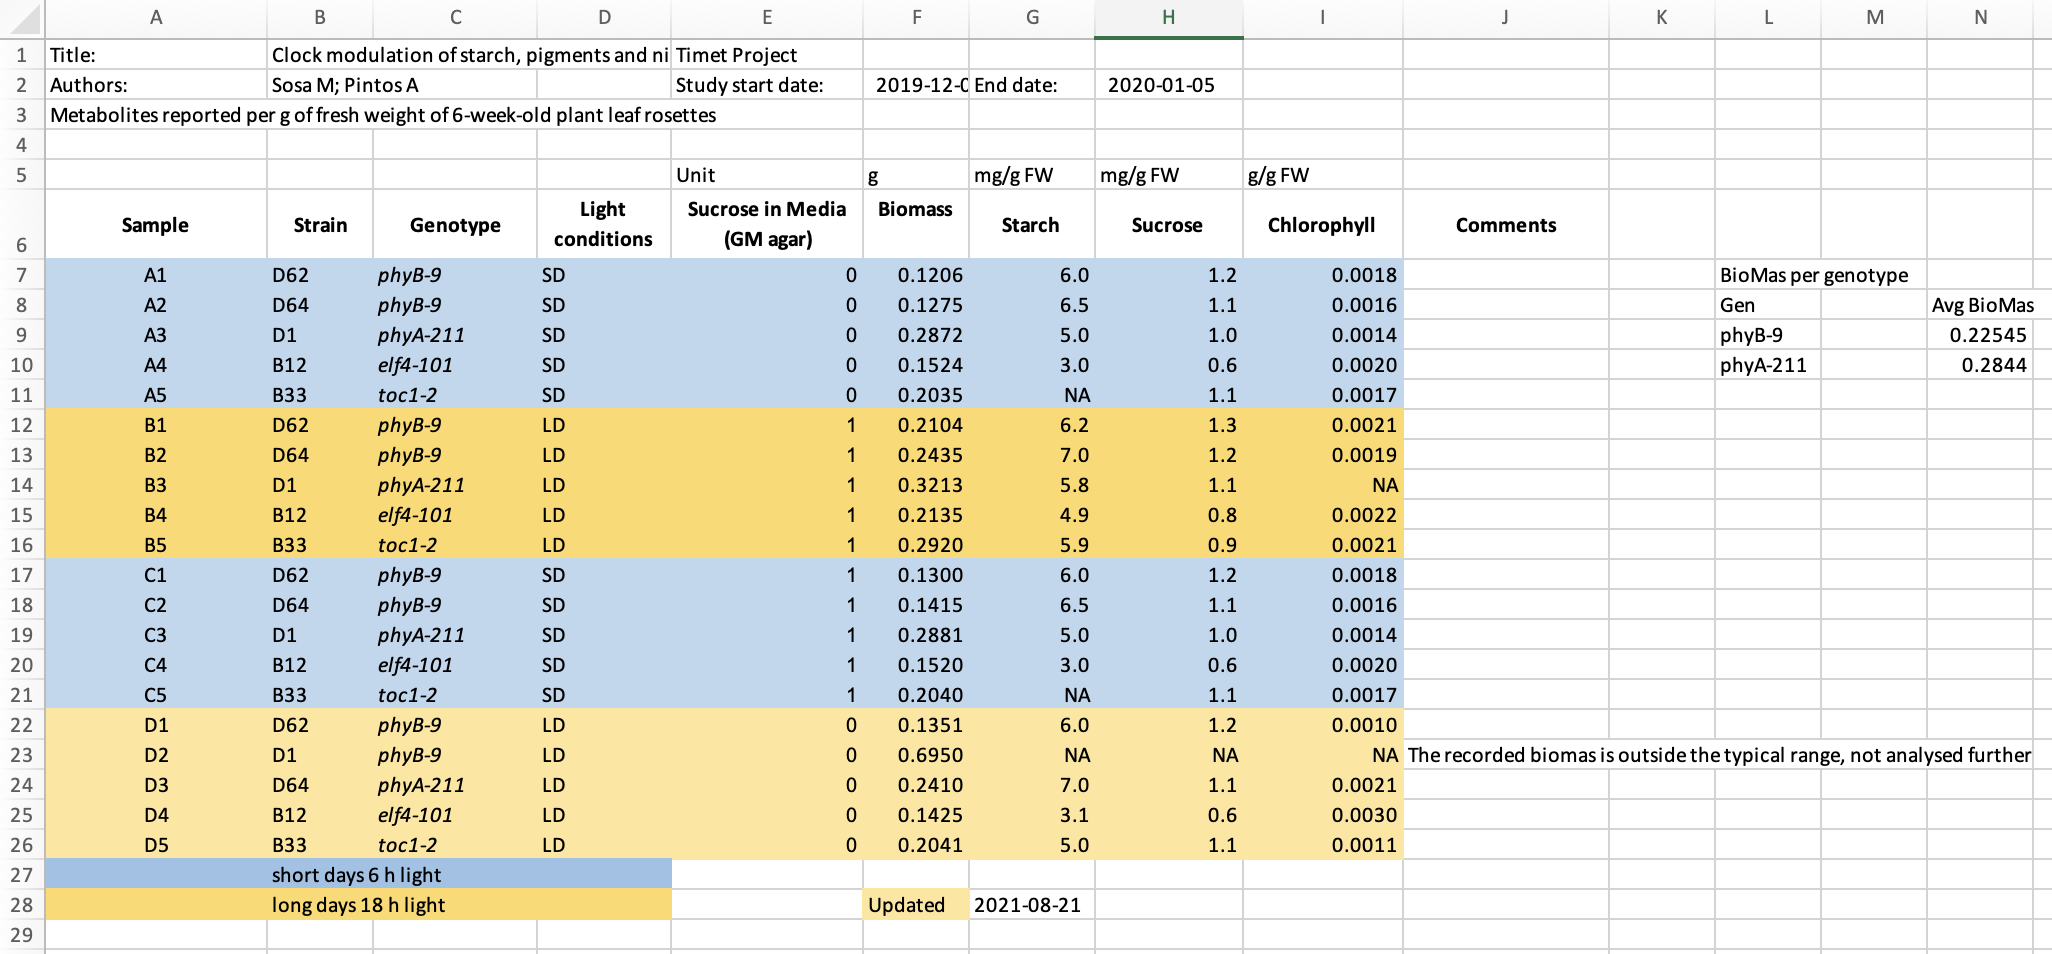 A B C D E F G H I J K L M N
1 Title: Clock modulation of starch, pigments and ni Timet Project
2 Authors: Sosa M; Pintos A Study start date: 2019-12-0 End date: 2020-01-05
3 Metabolites reported per g of fresh weight of 6-week-old plant leaf rosettes
4
5 Unit g mg/g FW mg/g FW g/g FW
6 Sample Strain Genotype Light conditions Sucrose in Media (GM agar) Biomass Starch Sucrose Chlorophyll Comments
7 A1 D62 phyB-9 SD 0 0.1206 6.0 1.2 0.0018 BioMas per genotype
8 A2 D64 phyB-9 SD 0 0.1275 6.5 1.1 0.0016 Gen Avg BioMas
9 A3 D1 phyA-211 SD 0 0.2872 5.0 1.0 0.0014 phyB-9 0.22545
10 A4 B12 elf4-101 SD 0 0.1524 3.0 0.6 0.0020 phyA-211 0.2844
11 A5 B33 toc1-2 SD 0 0.2035 NA 1.1 0.0017
12 B1 D62 phyB-9 LD 1 0.2104 6.2 1.3 0.0021
13 B2 D64 phyB-9 LD 1 0.2435 7.0 1.2 0.0019
14 B3 D1 phyA-211 LD 1 0.3213 5.8 1.1 NA
15 B4 B12 elf4-101 LD 1 0.2135 4.9 0.8 0.0022
16 B5 B33 toc1-2 LD 1 0.2920 5.9 0.9 0.0021
17 C1 D62 phyB-9 SD 1 0.1300 6.0 1.2 0.0018
18 C2 D64 phyB-9 SD 1 0.1415 6.5 1.1 0.0016
19 C3 D1 phyA-211 SD 1 0.2881 5.0 1.0 0.0014
20 C4 B12 elf4-101 SD 1 0.1520 3.0 0.6 0.0020
21 C5 B33 toc1-2 SD 1 0.2040 NA 1.1 0.0017
22 D1 D62 phyB-9 LD 0 0.1351 6.0 1.2 0.0010
23 D2 D1 phyB-9 LD 0 0.6950 NA NA NA The recorded biomas is outside the typical range, not analysed further
24 D3 D64 phyA-211 LD 0 0.2410 7.0 1.1 0.0021
25 D4 B12 elf4-101 LD 0 0.1425 3.1 0.6 0.0030
26 D5 B33 toc1-2 LD 0 0.2041 5.0 1.1 0.0011
27 short days 6 h light
28 long days 18 h light Updated 2021-08-21
29